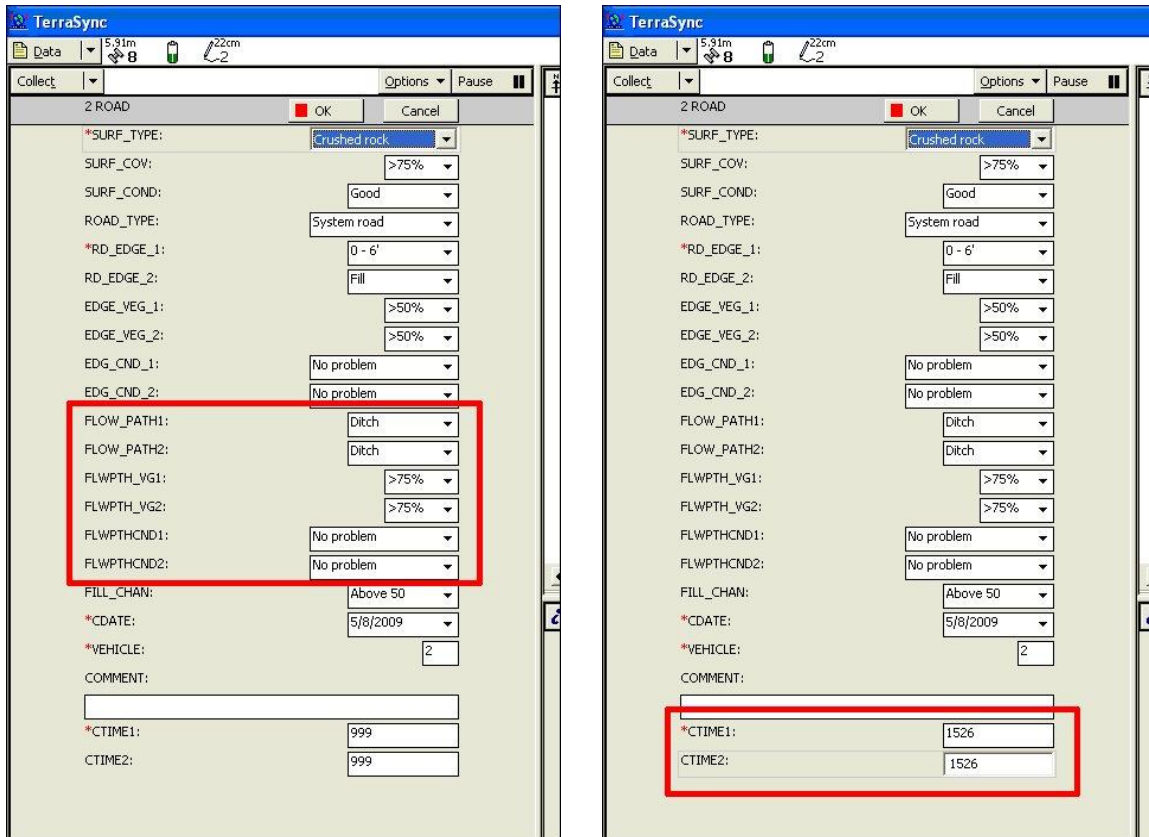 TerraSync
Data 5.91m 8 22cm 2
Collect Options Pause
2 ROAD OK Cancel
*SURF_TYPE: Crushed rock
SURF_COV: >75%
SURF_COND: Good
ROAD_TYPE: System road
*RD_EDGE_1: 0 - 6'
RD_EDGE_2: Fill
EDGE_VEG_1: >50%
EDGE_VEG_2: >50%
EDG_CND_1: No problem
EDG_CND_2: No problem
FLOW_PATH1: Ditch
FLOW_PATH2: Ditch
FLWPTH_VG1: >75%
FLWPTH_VG2: >75%
FLWPTHCND1: No problem
FLWPTHCND2: No problem
FILL_CHAN: Above 50
*CDATE: 5/8/2009
*VEHICLE: 2
COMMENT:
*CTIME1: 999
CTIME2: 999
TerraSync
Data 5.91m 8 22cm 2
Collect Options Pause
2 ROAD OK Cancel
*SURF_TYPE: Crushed rock
SURF_COV: >75%
SURF_COND: Good
ROAD_TYPE: System road
*RD_EDGE_1: 0 - 6'
RD_EDGE_2: Fill
EDGE_VEG_1: >50%
EDGE_VEG_2: >50%
EDG_CND_1: No problem
EDG_CND_2: No problem
FLOW_PATH1: Ditch
FLOW_PATH2: Ditch
FLWPTH_VG1: >75%
FLWPTH_VG2: >75%
FLWPTHCND1: No problem
FLWPTHCND2: No problem
FILL_CHAN: Above 50
*CDATE: 5/8/2009
*VEHICLE: 2
COMMENT:
*CTIME1: 1526
CTIME2: 1526